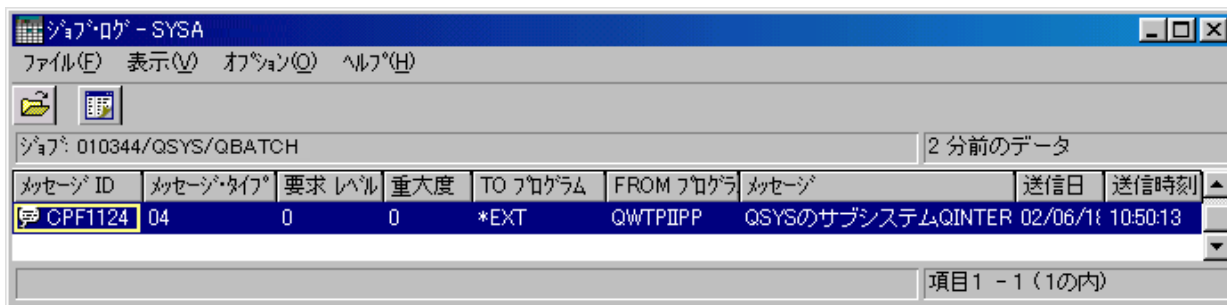 ジョブ・ログ - SYSA
ファイル(F) 表示(V) オプション(O) ヘルプ(H)
ジョブ: 010344/QSYS/QBATCH 2 分前のデータ
メッセージ ID メッセージ・タイプ 要求 レベル 重大度 TO プログラム FROM プログラ メッセージ 送信日 送信時刻
CPF1124 04 0 0 *EXT QWTPIIPP QSYSのサブシステムQINTER 02/06/1 10:50:13
項目1 - 1 (1の内)